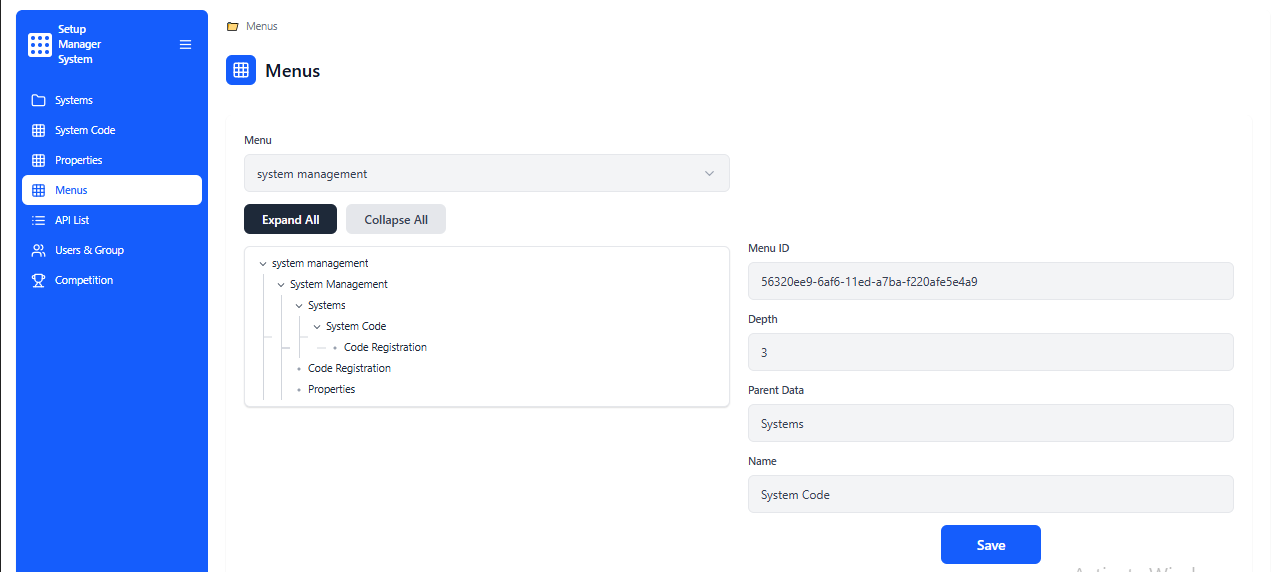 Setup
Manager
System
Systems
System Code
Properties
Menus
API List
Users & Group
Competition
Menus
Menus
Menu
system management
Expand All
Collapse All
system management
System Management
Systems
System Code
Code Registration
Code Registration
Properties
Menu ID
56320ee9-6af6-11ed-a7ba-f220afe5e4a9
Depth
3
Parent Data
Systems
Name
System Code
Save